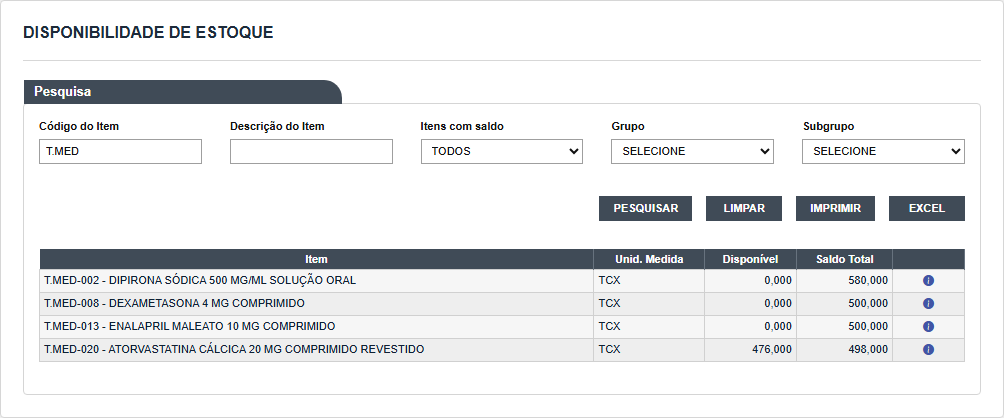 DISPONIBILIDADE DE ESTOQUE
Pesquisa
Código do Item Descrição do Item Itens com saldo Grupo Subgrupo
T.MED TODOS SELECIONE SELECIONE
PESQUISAR LIMPAR IMPRIMIR EXCEL
Item Unid. Medida Disponível Saldo Total
T.MED-002 - DIPIRONA SÓDICA 500 MG/ML SOLUÇÃO ORAL TCX 0,000 580,000 i
T.MED-008 - DEXAMETASONA 4 MG COMPRIMIDO TCX 0,000 500,000 i
T.MED-013 - ENALAPRIL MALEATO 10 MG COMPRIMIDO TCX 0,000 500,000 i
T.MED-020 - ATORVASTATINA CÁLCICA 20 MG COMPRIMIDO REVESTIDO TCX 476,000 498,000 i